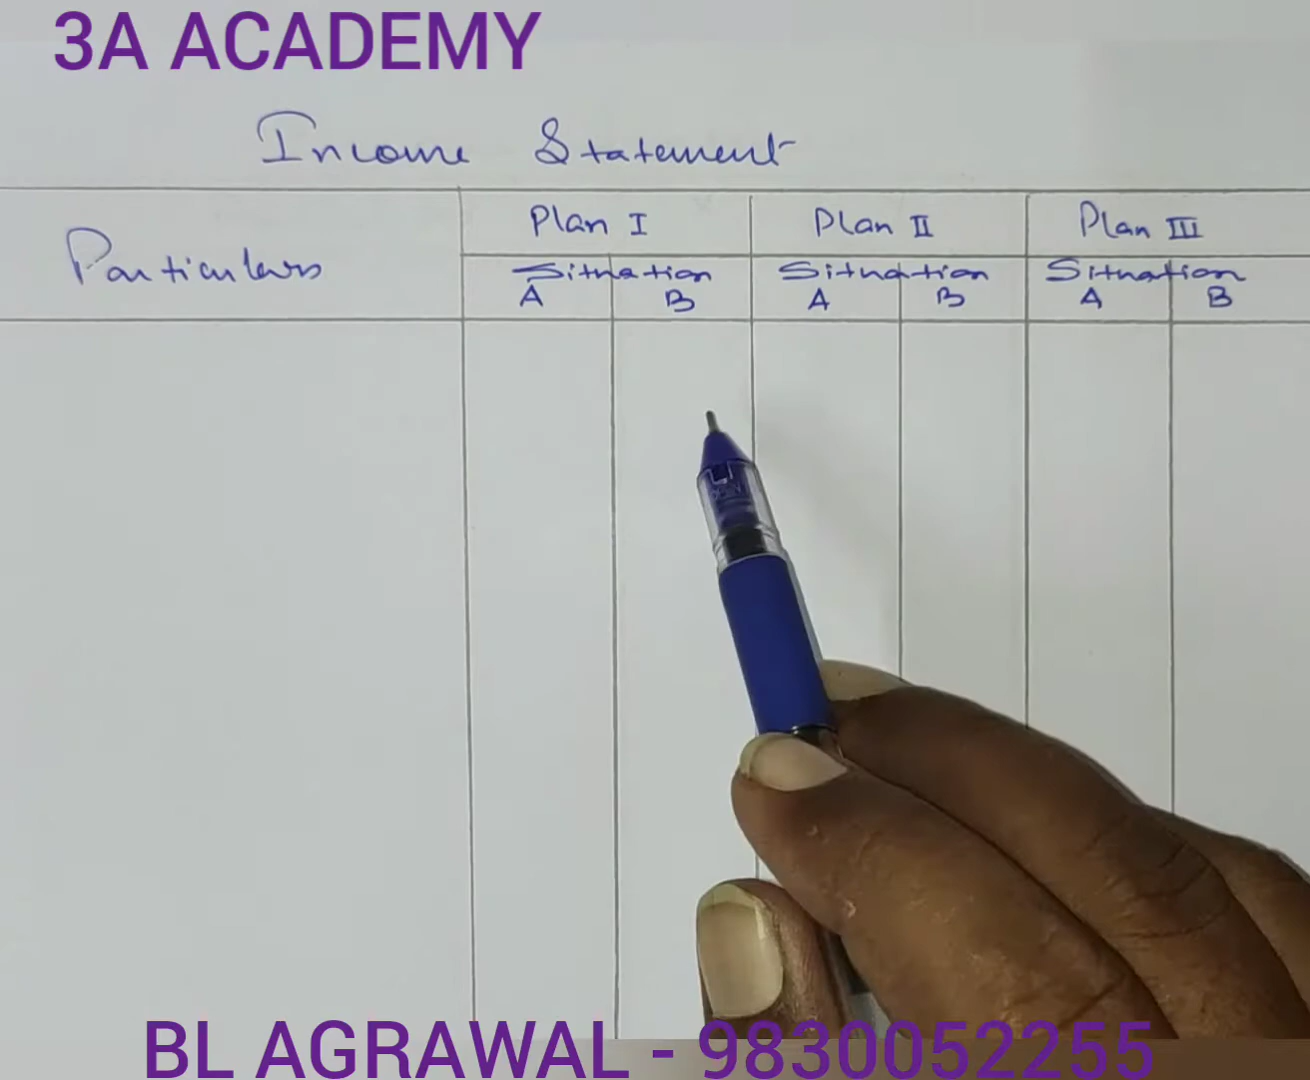 3A ACADEMY
Income Statement
Particulars
Plan I
Plan II
Plan III
Situation
Situation
Situation
A
B
A
B
A
B
BL AGRAWAL - 9830052255